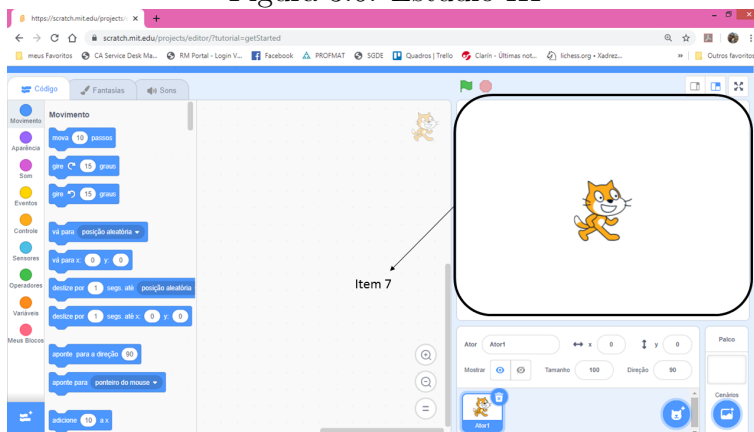 https://scratch.mit.edu/projects/
scratch.mit.edu/projects/editor/?tutorial=getStarted
meus Favoritos CA Service Desk Ma... RM Portal - Login V... Facebook PROFMAT SGDE Quadros | Trello Clarín - Últimas not... lichess.org • Xadrez... » Outros favoritos
Código Fantasias Sons
Movimento
Aparência
Som
Eventos
Controle
Sensores
Operadores
Variáveis
Meus Blocos
Movimento
mova 10 passos
gire 15 graus
gire 15 graus
vá para posição aleatória
vá para x: 0 y: 0
deslize por 1 segs. até posição aleatória
deslize por 1 segs. até x: 0 y: 0
aponte para a direção 90
aponte para ponteiro do mouse
adicione 10 a x
Item 7
Ator Ator1 x 0 y 0
Mostrar Tamanho 100 Direção 90
Ator1
Palco
Cenários